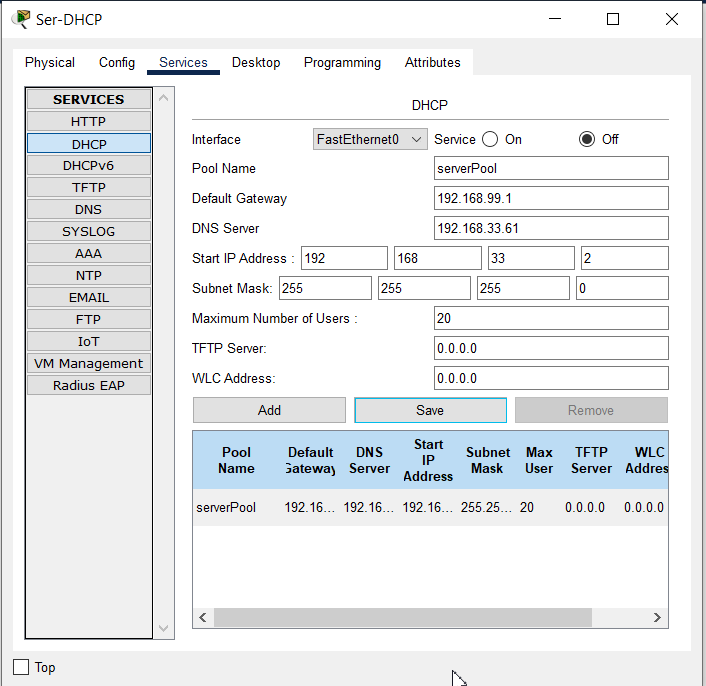 Ser-DHCP
Physical Config Services Desktop Programming Attributes
SERVICES
HTTP
DHCP
DHCPv6
TFTP
DNS
SYSLOG
AAA
NTP
EMAIL
FTP
IoT
VM Management
Radius EAP
DHCP
Interface FastEthernet0 Service On Off
Pool Name serverPool
Default Gateway 192.168.99.1
DNS Server 192.168.33.61
Start IP Address : 192 168 33 2
Subnet Mask: 255 255 255 0
Maximum Number of Users : 20
TFTP Server: 0.0.0.0
WLC Address: 0.0.0.0
Add Save Remove
Pool Name Default Gateway DNS Server Start IP Address Subnet Mask Max User TFTP Server WLC Addres
serverPool 192.16... 192.16... 192.16... 255.25... 20 0.0.0.0 0.0.0.0
Top